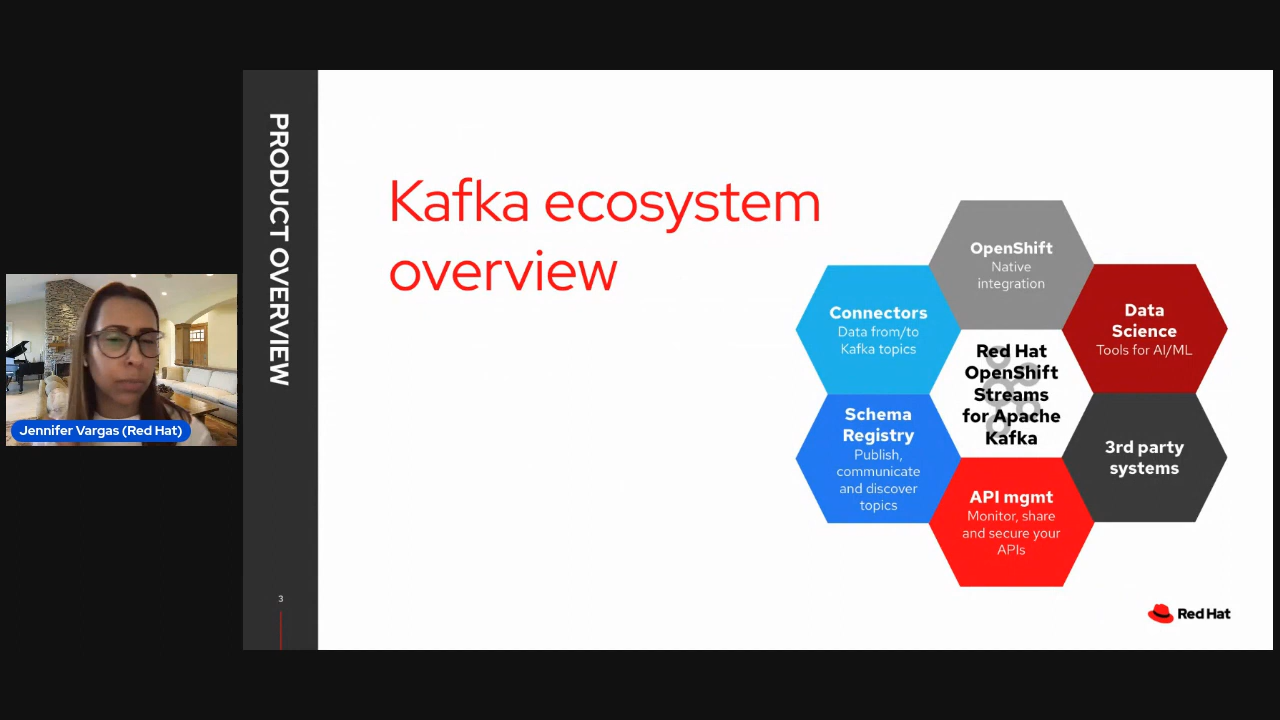 PRODUCT OVERVIEW
Kafka ecosystem
overview
OpenShift
Native
integration
Connectors
Data from/to
Kafka topics
Data
Science
Tools for AI/ML
Red Hat
OpenShift
Streams
for Apache
Kafka
Schema
Registry
Publish,
communicate
and discover
topics
3rd party
systems
API mgmt
Monitor, share
and secure your
APIs
Jennifer Vargas (Red Hat)
3
Red Hat